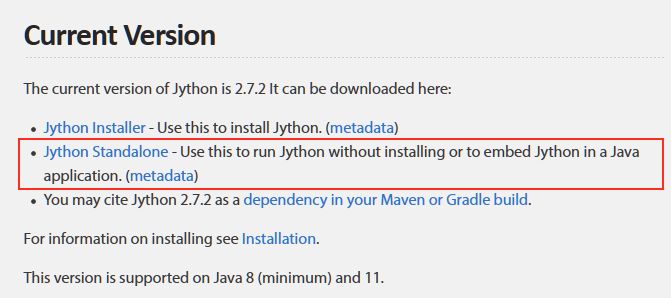 Current Version
The current version of Jython is 2.7.2 It can be downloaded here:
• Jython Installer - Use this to install Jython. (metadata)
• Jython Standalone - Use this to run Jython without installing or to embed Jython in a Java
application. (metadata)
• You may cite Jython 2.7.2 as a dependency in your Maven or Gradle build.
For information on installing see Installation.
This version is supported on Java 8 (minimum) and 11.